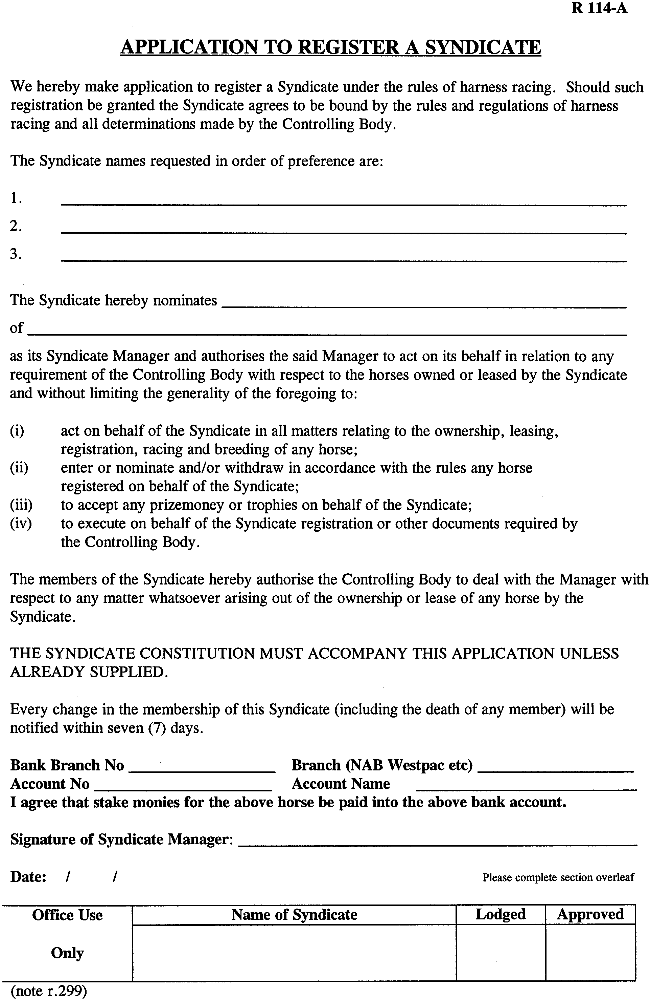 R 114-A
APPLICATION TO REGISTER A SYNDICATE
We hereby make application to register a Syndicate under the rules of harness racing. Should such
registration be granted the Syndicate agrees to be bound by the rules and regulations of harness
racing and all determinations made by the Controlling Body.
The Syndicate names requested in order of preference are:
1.
2.
3.
The Syndicate hereby nominates
of
as its Syndicate Manager and authorises the said Manager to act on its behalf in relation to any
requirement of the Controlling Body with respect to the horses owned or leased by the Syndicate
and without limiting the generality of the foregoing to:
(i) act on behalf of the Syndicate in all matters relating to the ownership, leasing,
registration, racing and breeding of any horse;
(ii) enter or nominate and/or withdraw in accordance with the rules any horse
registered on behalf of the Syndicate;
(iii) to accept any prizemoney or trophies on behalf of the Syndicate;
(iv) to execute on behalf of the Syndicate registration or other documents required by
the Controlling Body.
The members of the Syndicate hereby authorise the Controlling Body to deal with the Manager with
respect to any matter whatsoever arising out of the ownership or lease of any horse by the
Syndicate.
THE SYNDICATE CONSTITUTION MUST ACCOMPANY THIS APPLICATION UNLESS
ALREADY SUPPLIED.
Every change in the membership of this Syndicate (including the death of any member) will be
notified within seven (7) days.
Bank Branch No Branch (NAB Westpac etc)
Account No Account Name
I agree that stake monies for the above horse be paid into the above bank account.
Signature of Syndicate Manager:
Date: / /
Please complete section overleaf
Office Use Name of Syndicate Lodged Approved
Only
(note r.299)